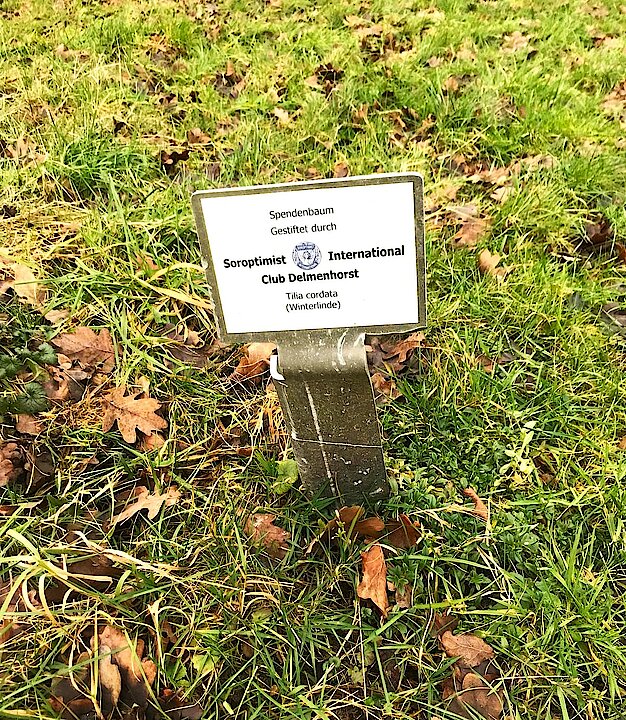 Spendenbaum
Gestiftet durch
Soroptimist International
Club Delmenhorst
Tilia cordata
(Winterlinde)